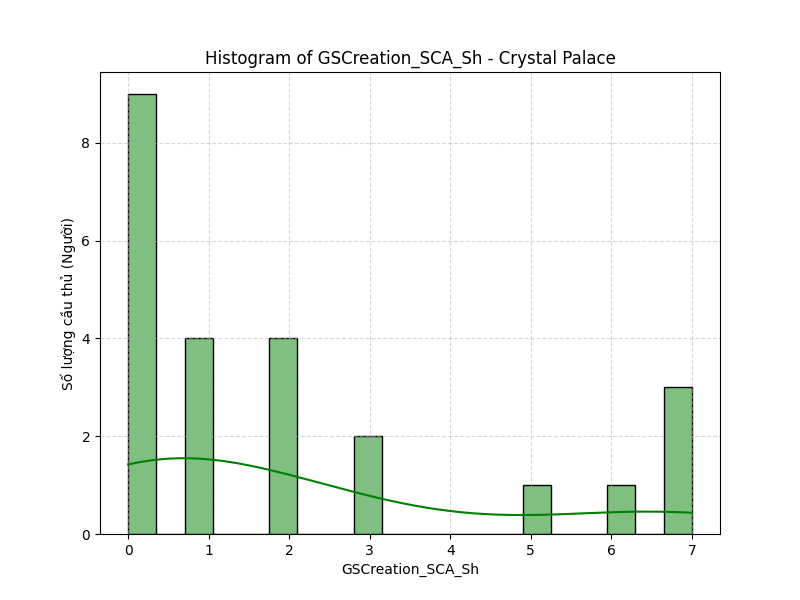 Histogram of GSCreation_SCA_Sh - Crystal Palace
Số lượng cầu thủ (Người)
8
6
4
2
0
0 1 2 3 4 5 6 7
GSCreation_SCA_Sh